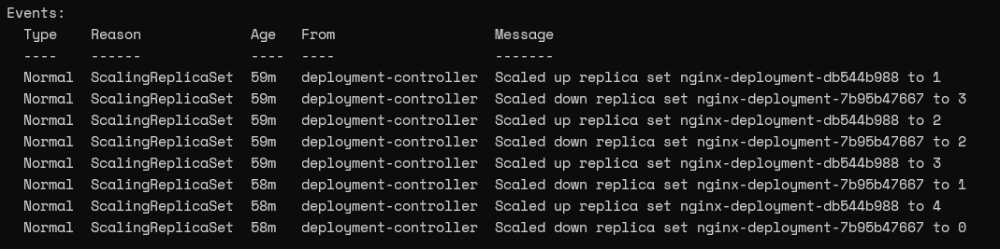 Events:
Type Reason Age From Message
---- ------ ---- ---- -------
Normal ScalingReplicaSet 59m deployment-controller Scaled up replica set nginx-deployment-db544b988 to 1
Normal ScalingReplicaSet 59m deployment-controller Scaled down replica set nginx-deployment-7b95b47667 to 3
Normal ScalingReplicaSet 59m deployment-controller Scaled up replica set nginx-deployment-db544b988 to 2
Normal ScalingReplicaSet 59m deployment-controller Scaled down replica set nginx-deployment-7b95b47667 to 2
Normal ScalingReplicaSet 59m deployment-controller Scaled up replica set nginx-deployment-db544b988 to 3
Normal ScalingReplicaSet 58m deployment-controller Scaled down replica set nginx-deployment-7b95b47667 to 1
Normal ScalingReplicaSet 58m deployment-controller Scaled up replica set nginx-deployment-db544b988 to 4
Normal ScalingReplicaSet 58m deployment-controller Scaled down replica set nginx-deployment-7b95b47667 to 0